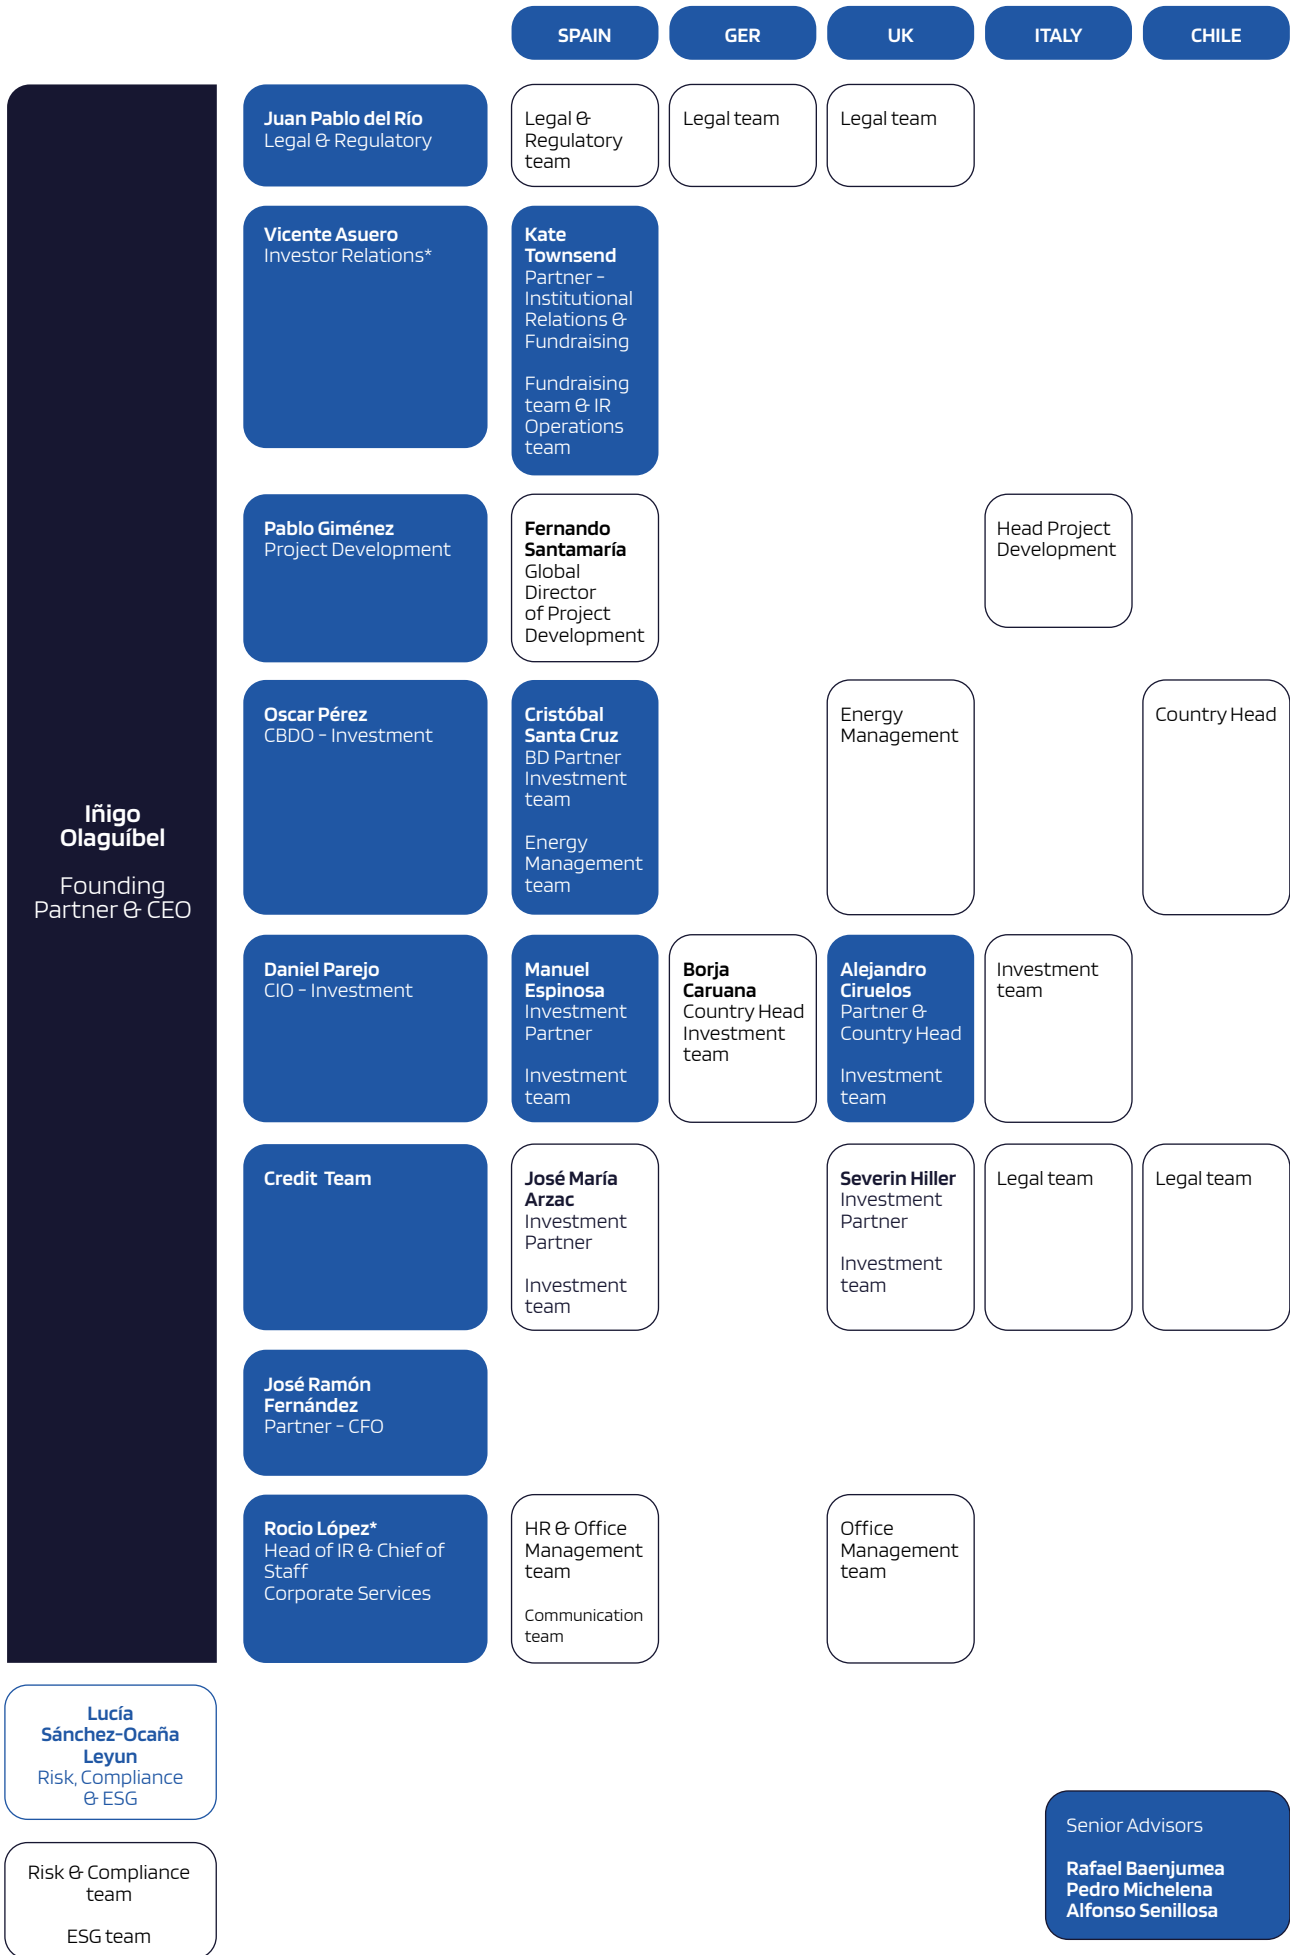 SPAIN
GER
UK
ITALY
CHILE
Iñigo
Olaguíbel
Founding
Partner & CEO
Juan Pablo del Río
Legal & Regulatory
Legal &
Regulatory
team
Legal team
Legal team
Vicente Asuero
Investor Relations*
Kate
Townsend
Partner -
Institutional
Relations &
Fundraising
Fundraising
team & IR
Operations
team
Pablo Giménez
Project Development
Fernando
Santamaría
Global
Director
of Project
Development
Head Project
Development
Oscar Pérez
CBDO - Investment
Cristóbal
Santa Cruz
BD Partner
Investment
team
Energy
Management
team
Energy
Management
Country Head
Daniel Parejo
CIO - Investment
Manuel
Espinosa
Investment
Partner
Investment
team
Borja
Caruana
Country Head
Investment
team
Alejandro
Ciruelos
Partner &
Country Head
Investment
team
Investment
team
Credit Team
José María
Arzac
Investment
Partner
Investment
team
Severin Hiller
Investment
Partner
Investment
team
Legal team
Legal team
José Ramón
Fernández
Partner - CFO
Rocio López*
Head of IR & Chief of
Staff
Corporate Services
HR & Office
Management
team
Communication
team
Office
Management
team
Lucía
Sánchez-Ocaña
Leyun
Risk, Compliance
& ESG
Risk & Compliance
team
ESG team
Senior Advisors
Rafael Baenjumea
Pedro Michelena
Alfonso Senillosa